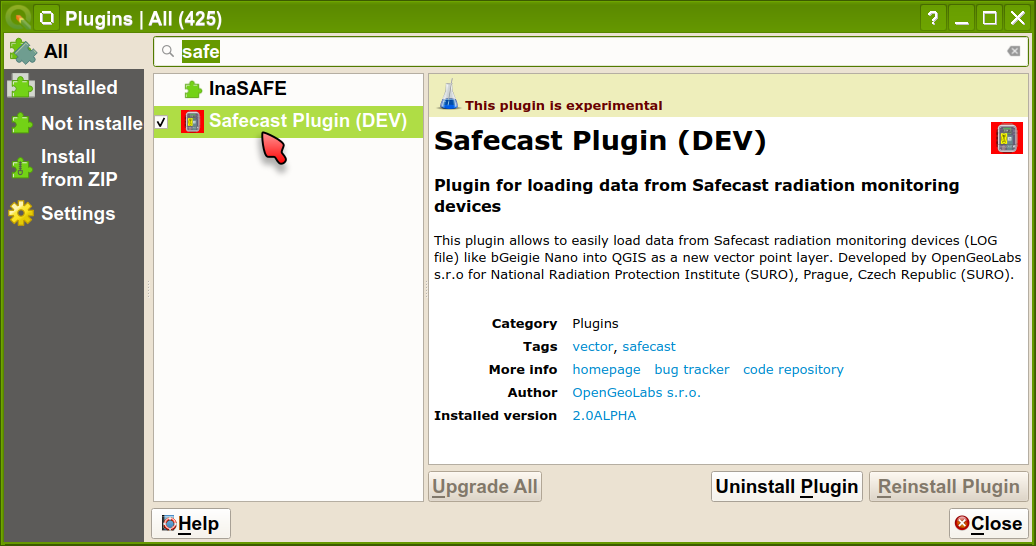 Plugins | All (425)
?
All
Installed
Not installe
Install
from ZIP
Settings
safe
InaSAFE
Safecast Plugin (DEV)
This plugin is experimental
Safecast Plugin (DEV)
Plugin for loading data from Safecast radiation monitoring
devices
This plugin allows to easily load data from Safecast radiation monitoring devices (LOG
file) like bGeigie Nano into QGIS as a new vector point layer. Developed by OpenGeoLabs
s.r.o for National Radiation Protection Institute (SURO), Prague, Czech Republic (SURO).
Category Plugins
Tags vector, safecast
More info homepage bug tracker code repository
Author OpenGeoLabs s.r.o.
Installed version 2.0ALPHA
Upgrade All Uninstall Plugin Reinstall Plugin
Help Close